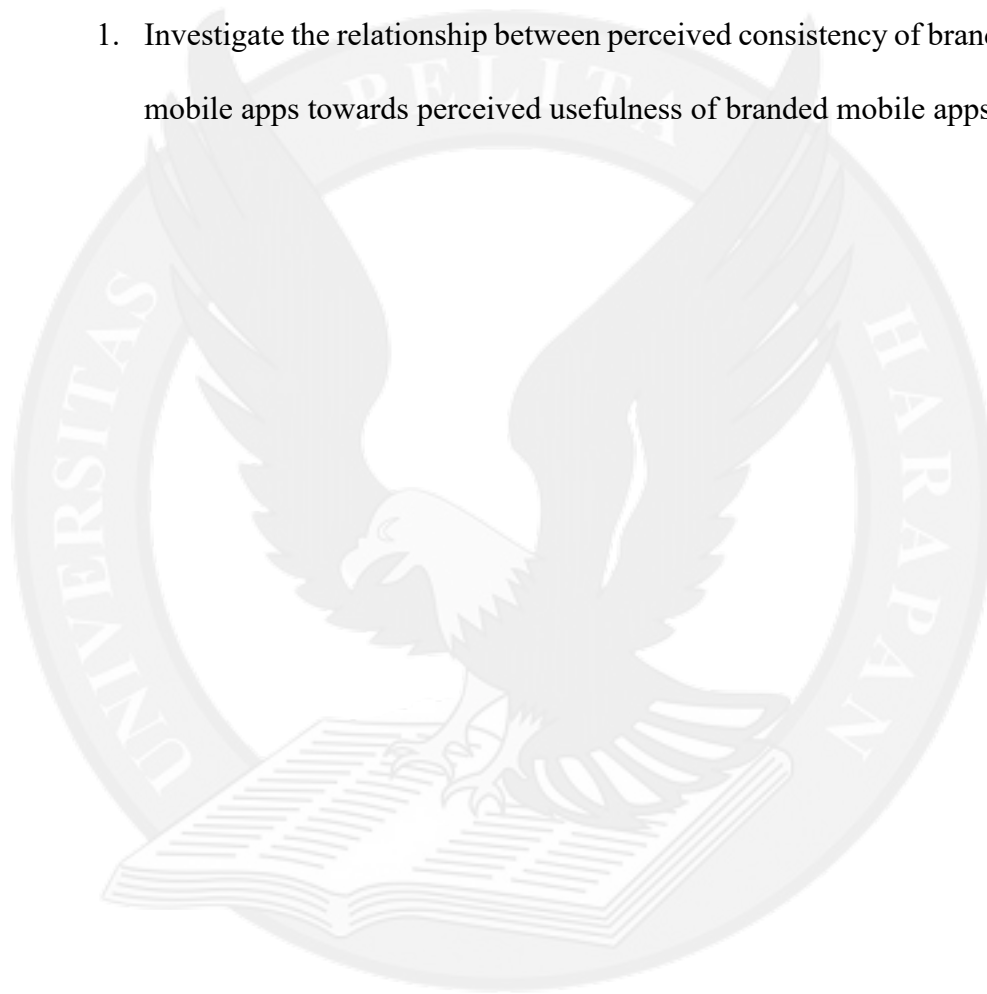 1. Investigate the relationship between perceived consistency of
mobile apps towards perceived usefulness of branded mobile apps
UNIVERSITAS PELITA HARAPAN